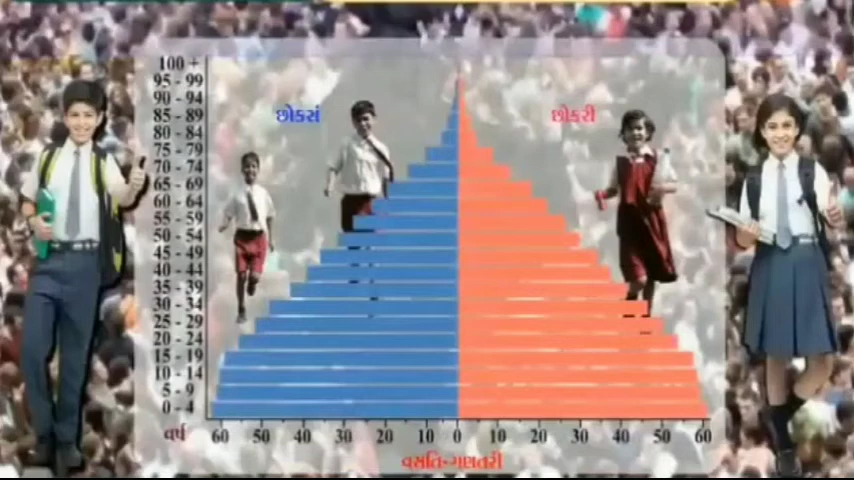 100 +
95 - 99
90 - 94
85 - 89
80 - 84
75 - 79
70 - 74
65 - 69
60 - 64
55 - 59
50 - 54
45 - 49
40 - 44
35 - 39
30 - 34
25 - 29
20 - 24
15 - 19
10 - 14
5 - 9
0 - 4
છોકરાં
છોકરી
વર્ષ 60 50 40 30 20 10 0 10 20 30 40 50 60
વસતિ-ગણતરી